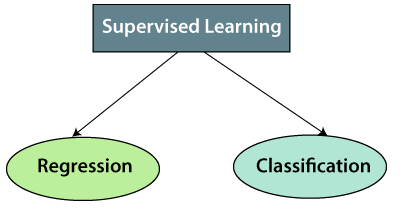 Supervised Learning
Regression
Classification